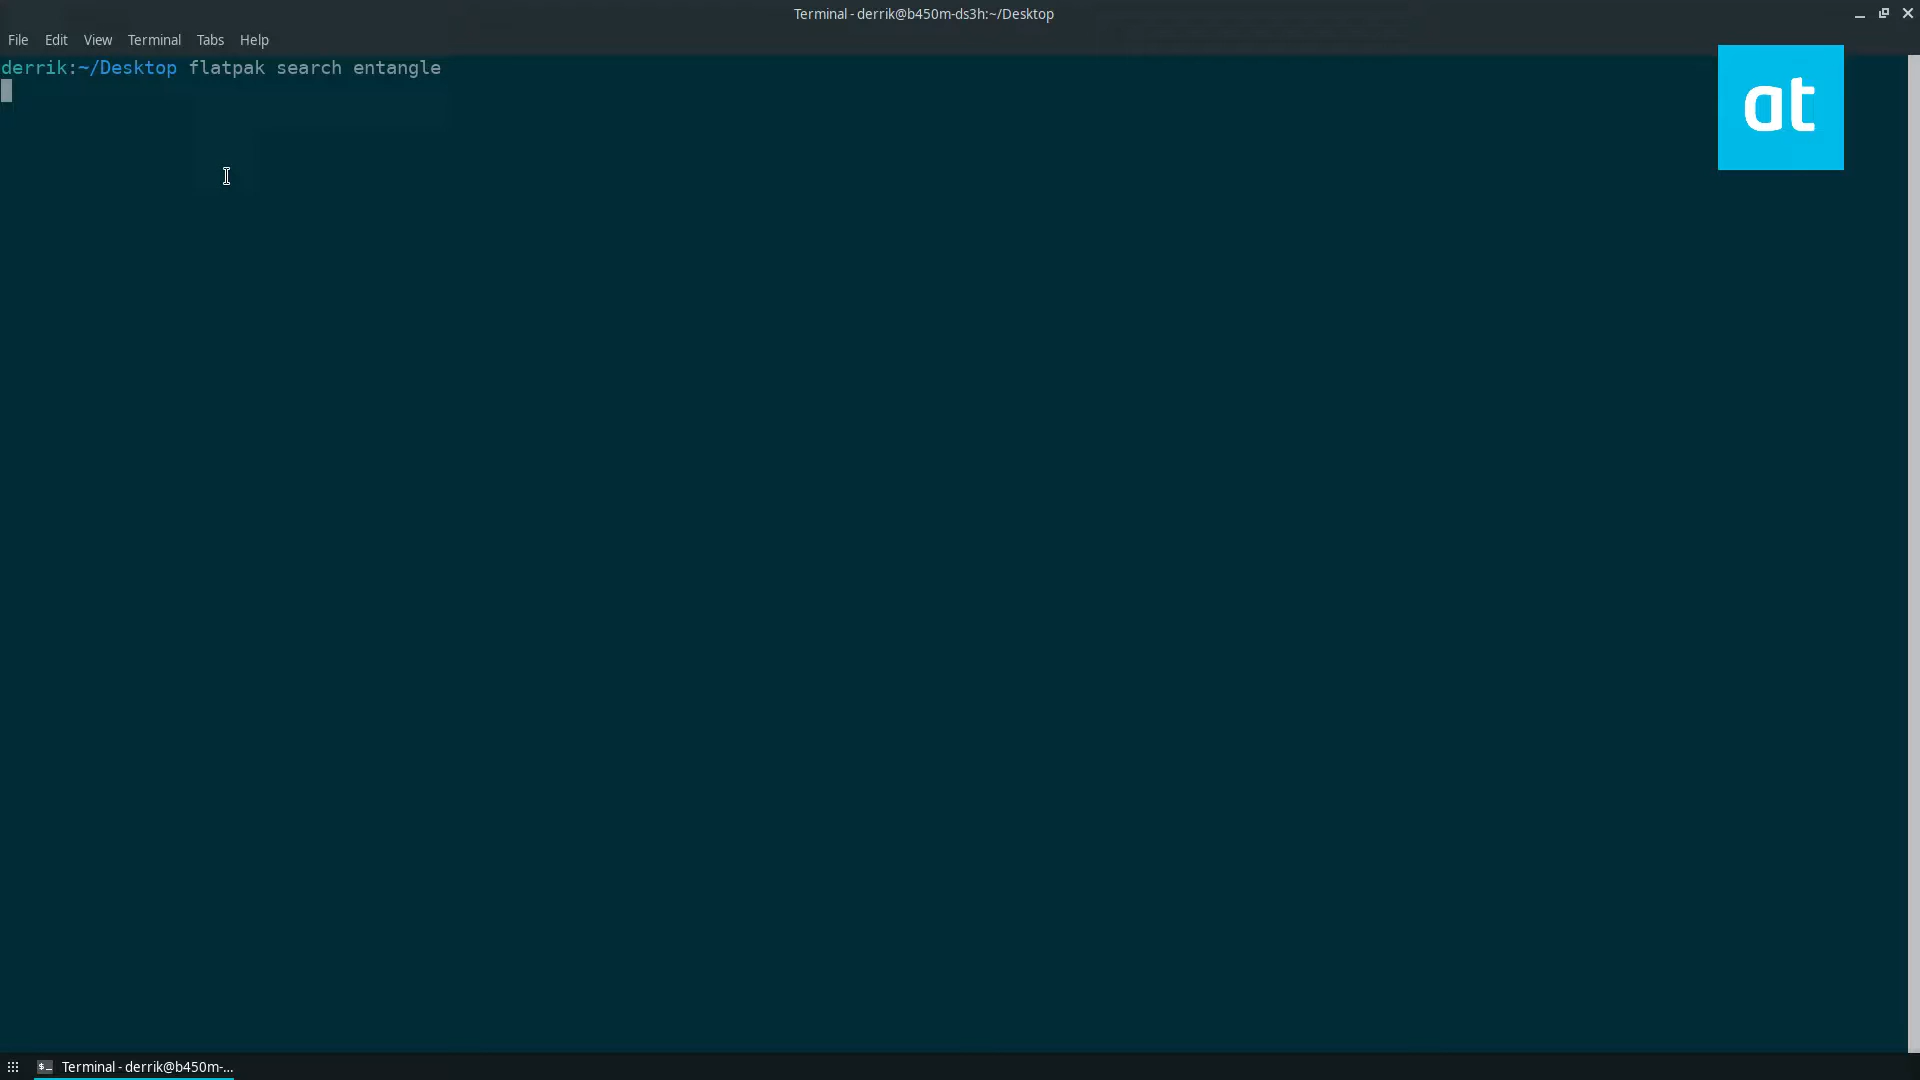 Terminal - derrik@b450m-ds3h:~/Desktop
File Edit View Terminal Tabs Help
derrik:~/Desktop flatpak search entangle
at
Terminal - derrik@b450m-...